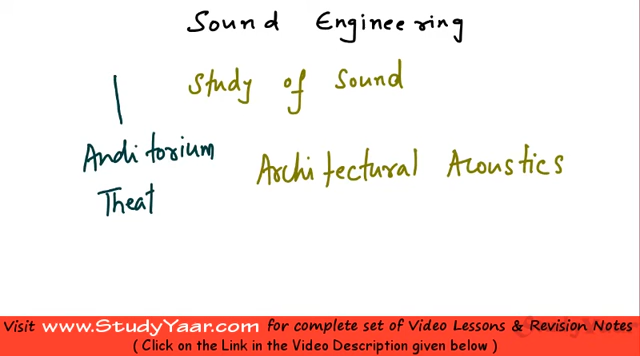 Sound Engineering
Study of Sound
Auditorium
Architectural Acoustics
Theat
Visit www.StudyYaar.com for complete set of Video Lessons & Revision Notes
( Click on the Link in the Video Description given below )